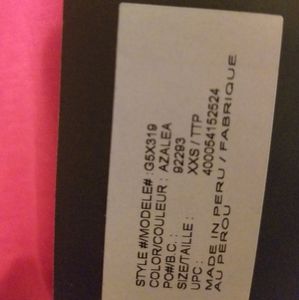 STYLE #/MODELE# : G5X319
COLOR/COULEUR : AZALEA
PO#/B.C. : 92293
SIZE/TAILLE : XXS / TTP
UPC : 400054152524
MADE IN PERU / FABRIQUE
AU PEROU